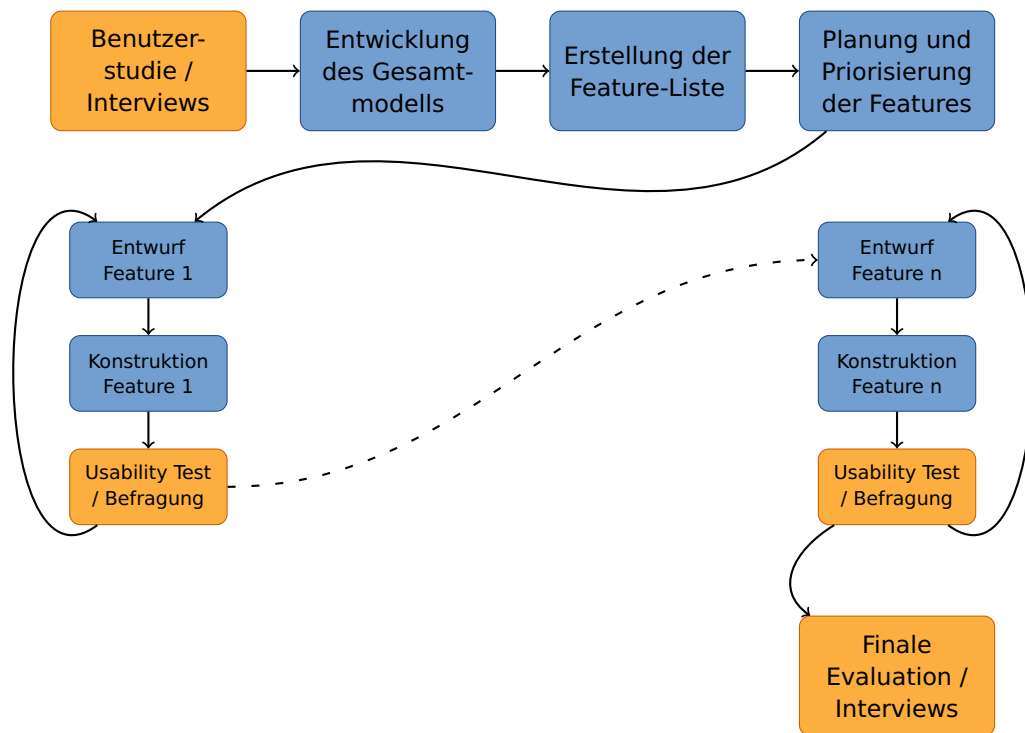 Benutzer-
studie /
Interviews
Entwicklung
des Gesamt-
modells
Erstellung der
Feature-Liste
Planung und
Priorisierung
der Features
Entwurf
Feature 1
Konstruktion
Feature 1
Usability Test
/ Befragung
Entwurf
Feature n
Konstruktion
Feature n
Usability Test
/ Befragung
Finale
Evaluation /
Interviews